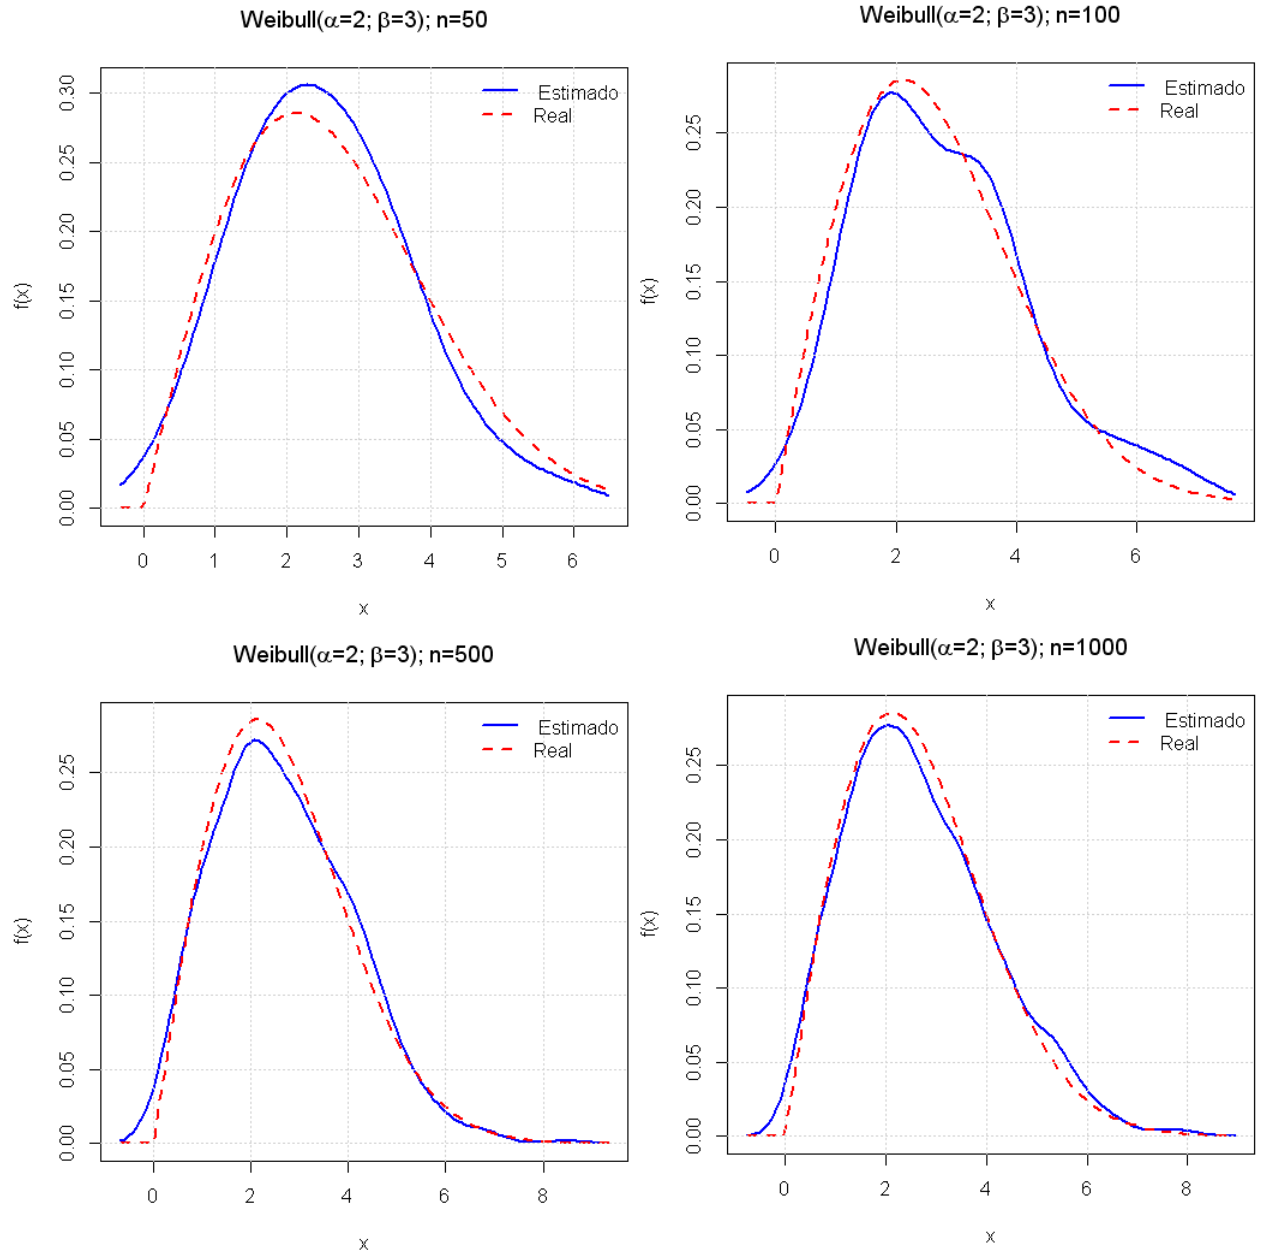 Weibull(α=2; β=3); n=50
Estimado
Real
f(x)
0.00 0.05 0.10 0.15 0.20 0.25 0.30
0 1 2 3 4 5 6
x
Weibull(α=2; β=3); n=100
Estimado
Real
f(x)
0.00 0.05 0.10 0.15 0.20 0.25
0 2 4 6
x
Weibull(α=2; β=3); n=500
Estimado
Real
f(x)
0.00 0.05 0.10 0.15 0.20 0.25
0 2 4 6 8
x
Weibull(α=2; β=3); n=1000
Estimado
Real
f(x)
0.00 0.05 0.10 0.15 0.20 0.25
0 2 4 6 8
x